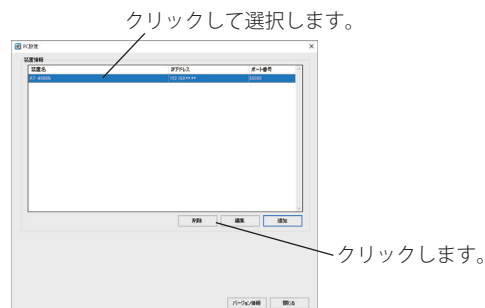 クリックして選択します。
PC設定
装置情報
装置名 IPアドレス ポート番号
削除 編集 追加
クリックします。
バージョン情報 閉じる